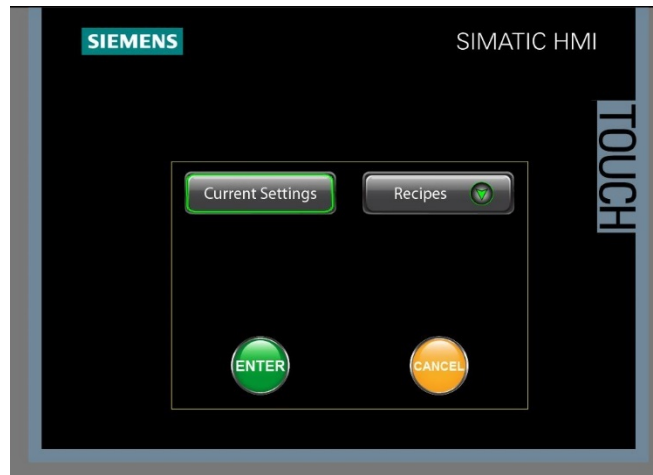 SIEMENS
SIMATIC HMI
TOUCH
Current Settings
Recipes
ENTER
CANCEL